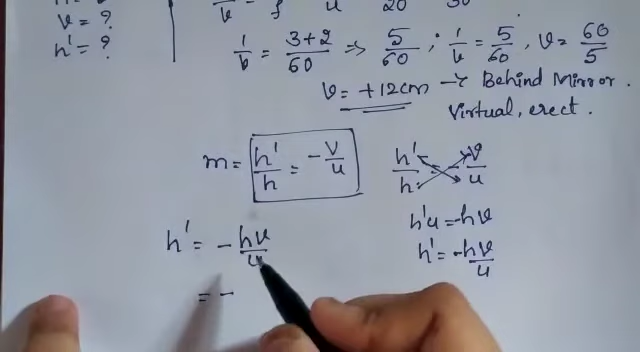 v = ?
h' = ?
1/v = 3+2/60 => 5/60 ; 1/v = 5/60 , v = 60/5
v = +12cm → Behind Mirror.
Virtual, erect.
m = h'/h = -v/u
h'/h = -v/u
h'u = -hv
h' = -hv/u
h' = - hv/u
= -